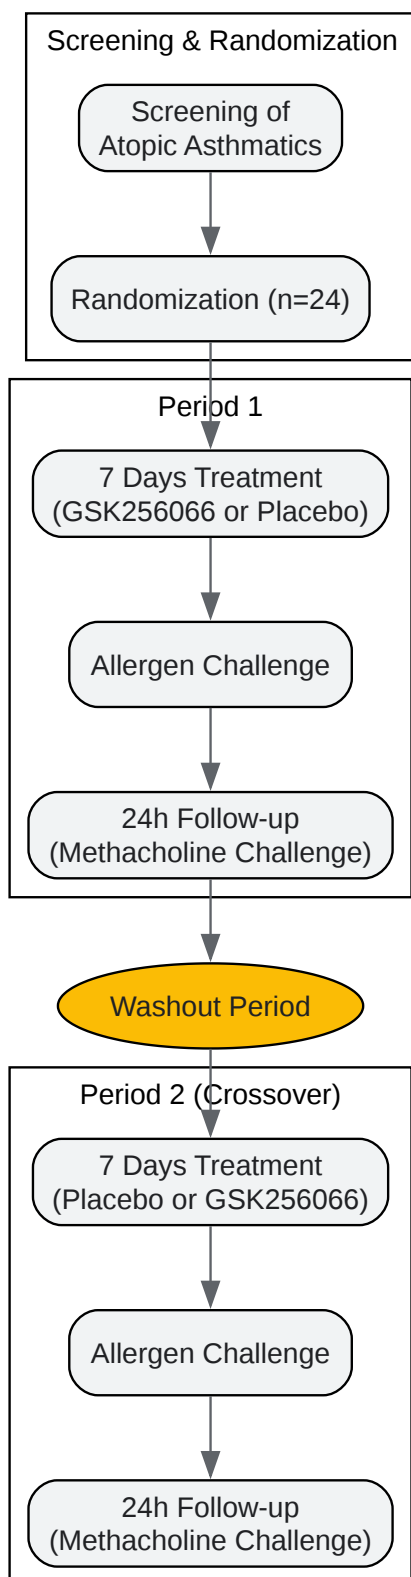 Screening & Randomization
Screening of
Atopic Asthmatics
Randomization (n=24)
Period 1
7 Days Treatment
(GSK256066 or Placebo)
Allergen Challenge
24h Follow-up
(Methacholine Challenge)
Washout Period
Period 2 (Crossover)
7 Days Treatment
(Placebo or GSK256066)
Allergen Challenge
24h Follow-up
(Methacholine Challenge)